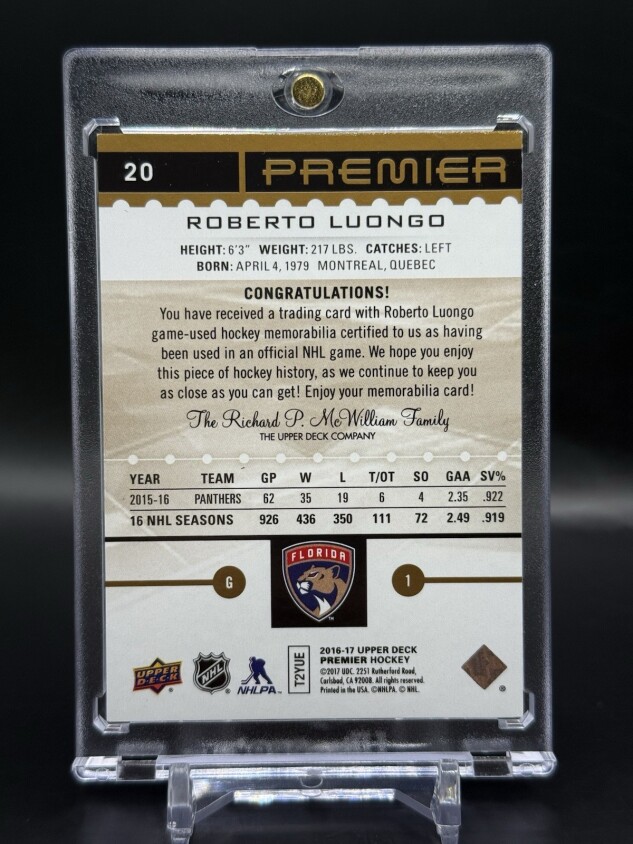 20 PREMIER
ROBERTO LUONGO
HEIGHT: 6'3" WEIGHT: 217 LBS. CATCHES: LEFT
BORN: APRIL 4, 1979 MONTREAL, QUEBEC
CONGRATULATIONS!
You have received a trading card with Roberto Luongo
game-used hockey memorabilia certified to us as having
been used in an official NHL game. We hope you enjoy
this piece of hockey history, as we continue to keep you
as close as you can get! Enjoy your memorabilia card!
The Richard P. McWilliam Family
THE UPPER DECK COMPANY
YEAR TEAM GP W L T/OT SO GAA SV%
2015-16 PANTHERS 62 35 19 6 4 2.35 .922
16 NHL SEASONS 926 436 350 111 72 2.49 .919
FLORIDA
TM
G
1
UPPER DECK
NHL
NHLPA
T2YUE
2016-17 UPPER DECK
PREMIER HOCKEY
©2017 UDC. 2251 Rutherford Road,
Carlsbad, CA 92008. All rights reserved.
Printed in the USA. ©NHLPA. © NHL.
®